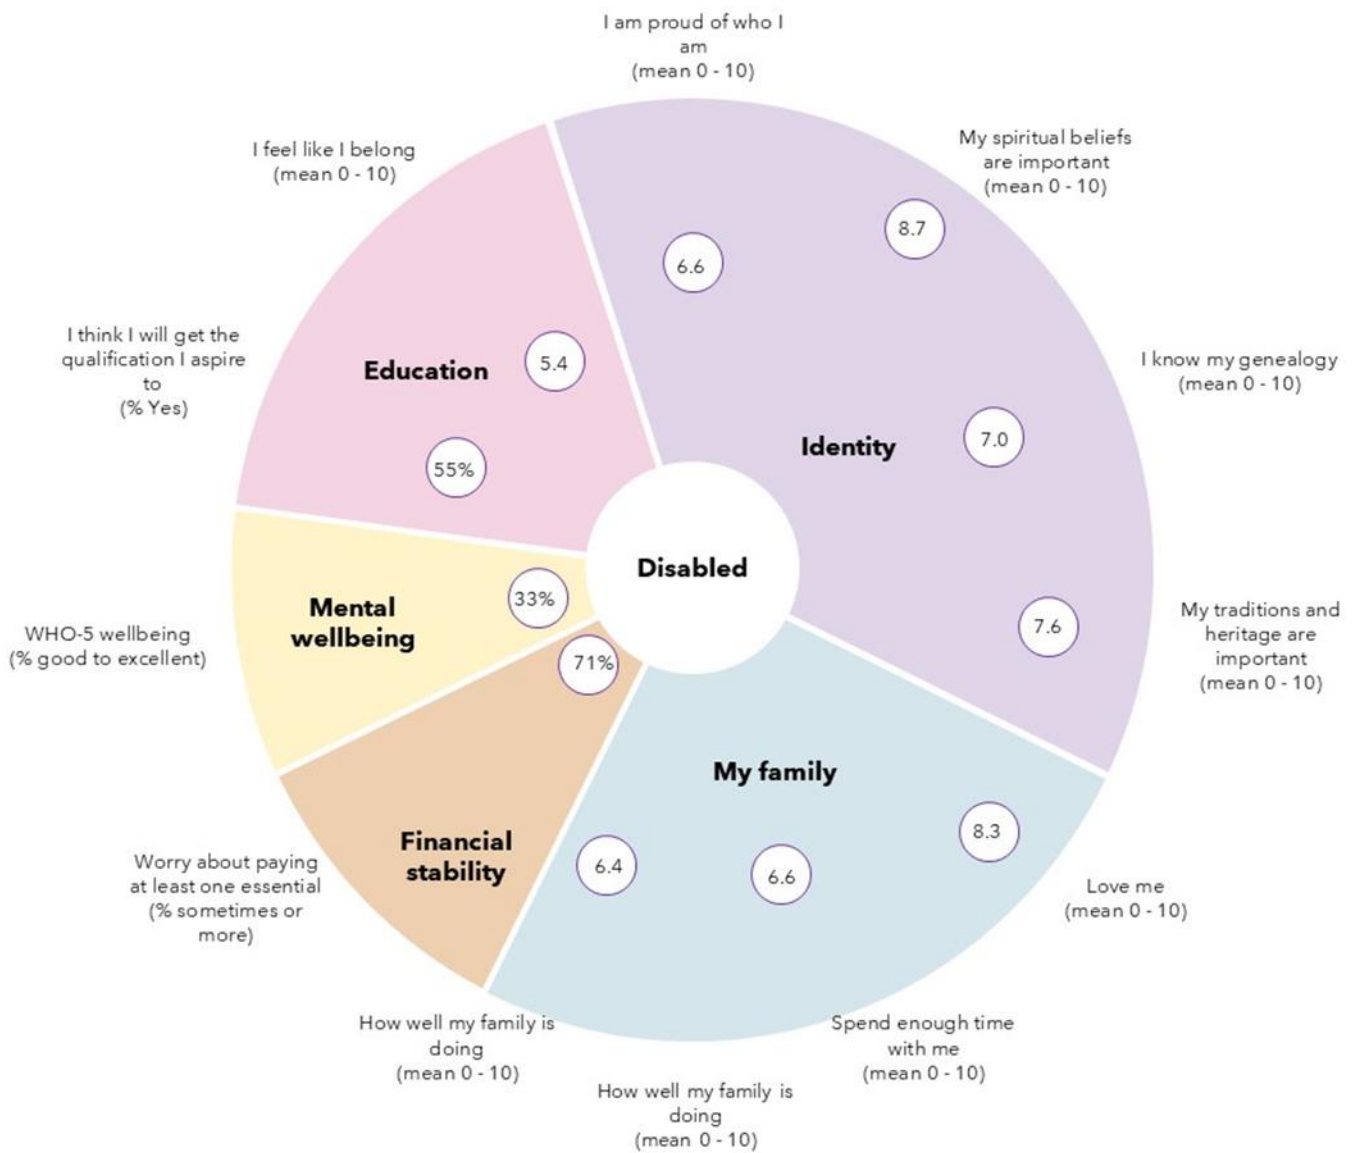 I am proud of who I
am
(mean 0 - 10)
My spiritual beliefs
are important
(mean 0 - 10)
8.7
6.6
I know my genealogy
(mean 0 - 10)
7.0
Identity
My traditions and
heritage are
important
(mean 0 - 10)
7.6
Disabled
My family
8.3
Love me
(mean 0 - 10)
6.6
Spend enough time
with me
(mean 0 - 10)
How well my family is
doing
(mean 0 - 10)
6.4
How well my family is
doing
(mean 0 - 10)
Financial
stability
71%
Worry about paying
at least one essential
(% sometimes or
more)
Mental
wellbeing
33%
WHO-5 wellbeing
(% good to excellent)
Education
55%
I think I will get the
qualification I aspire
to
(% Yes)
5.4
I feel like I belong
(mean 0 - 10)